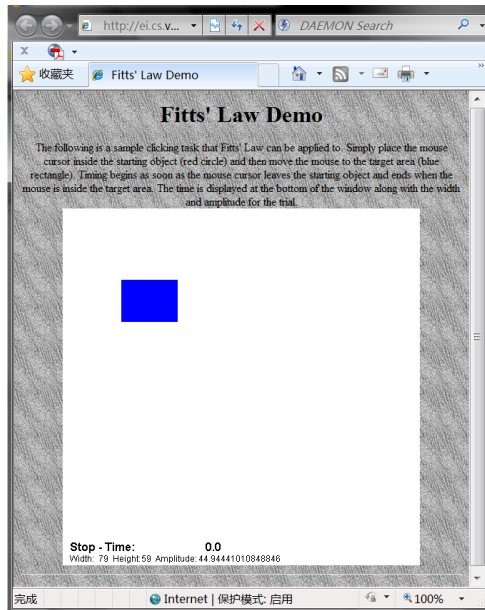 http://ei.cs.v... DAEMON Search
x
收藏夹 Fitts' Law Demo
Fitts' Law Demo
The following is a sample clicking task that Fitts' Law can be applied to. Simply place the mouse
cursor inside the starting object (red circle) and then move the mouse to the target area (blue
rectangle). Timing begins as soon as the mouse cursor leaves the starting object and ends when the
mouse is inside the target area. The time is displayed at the bottom of the window along with the width
and amplitude for the trial.
Stop - Time: 0.0
Width: 79 Height:59 Amplitude:44.94441010848846
完成 Internet | 保护模式: 启用 100%